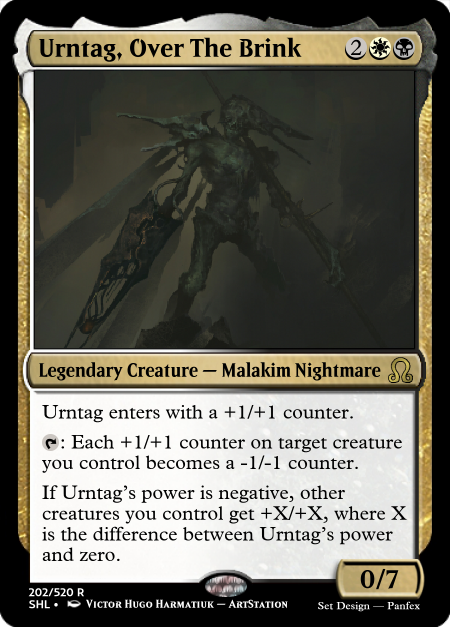 Urntag, Over The Brink 2
Legendary Creature — Malakim Nightmare
Urntag enters with a +1/+1 counter.
: Each +1/+1 counter on target creature
you control becomes a -1/-1 counter.
If Urntag's power is negative, other
creatures you control get +X/+X, where X
is the difference between Urntag's power
and zero.
0/7
202/520 R
SHL • Victor Hugo Harmatiuk — ArtStation
Set Design — Panfex